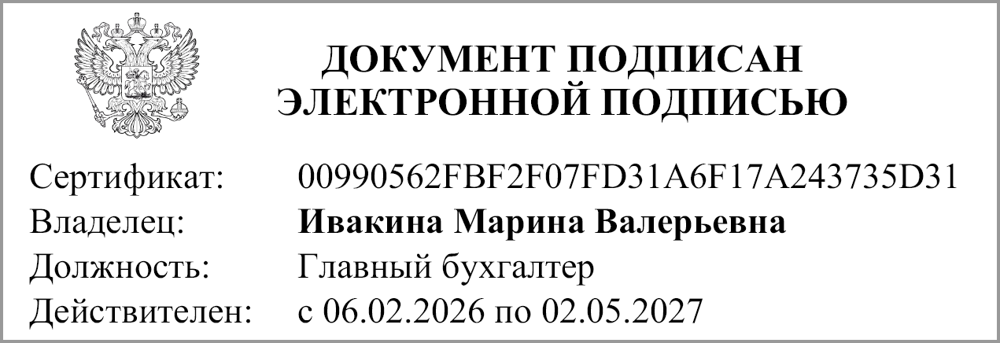 ДОКУМЕНТ ПОДПИСАН
ЭЛЕКТРОННОЙ ПОДПИСЬЮ
Сертификат: 00990562FBF2F07FD31A6F17A243735D31
Владелец: Ивакина Марина Валерьевна
Должность: Главный бухгалтер
Действителен: с 06.02.2026 по 02.05.2027